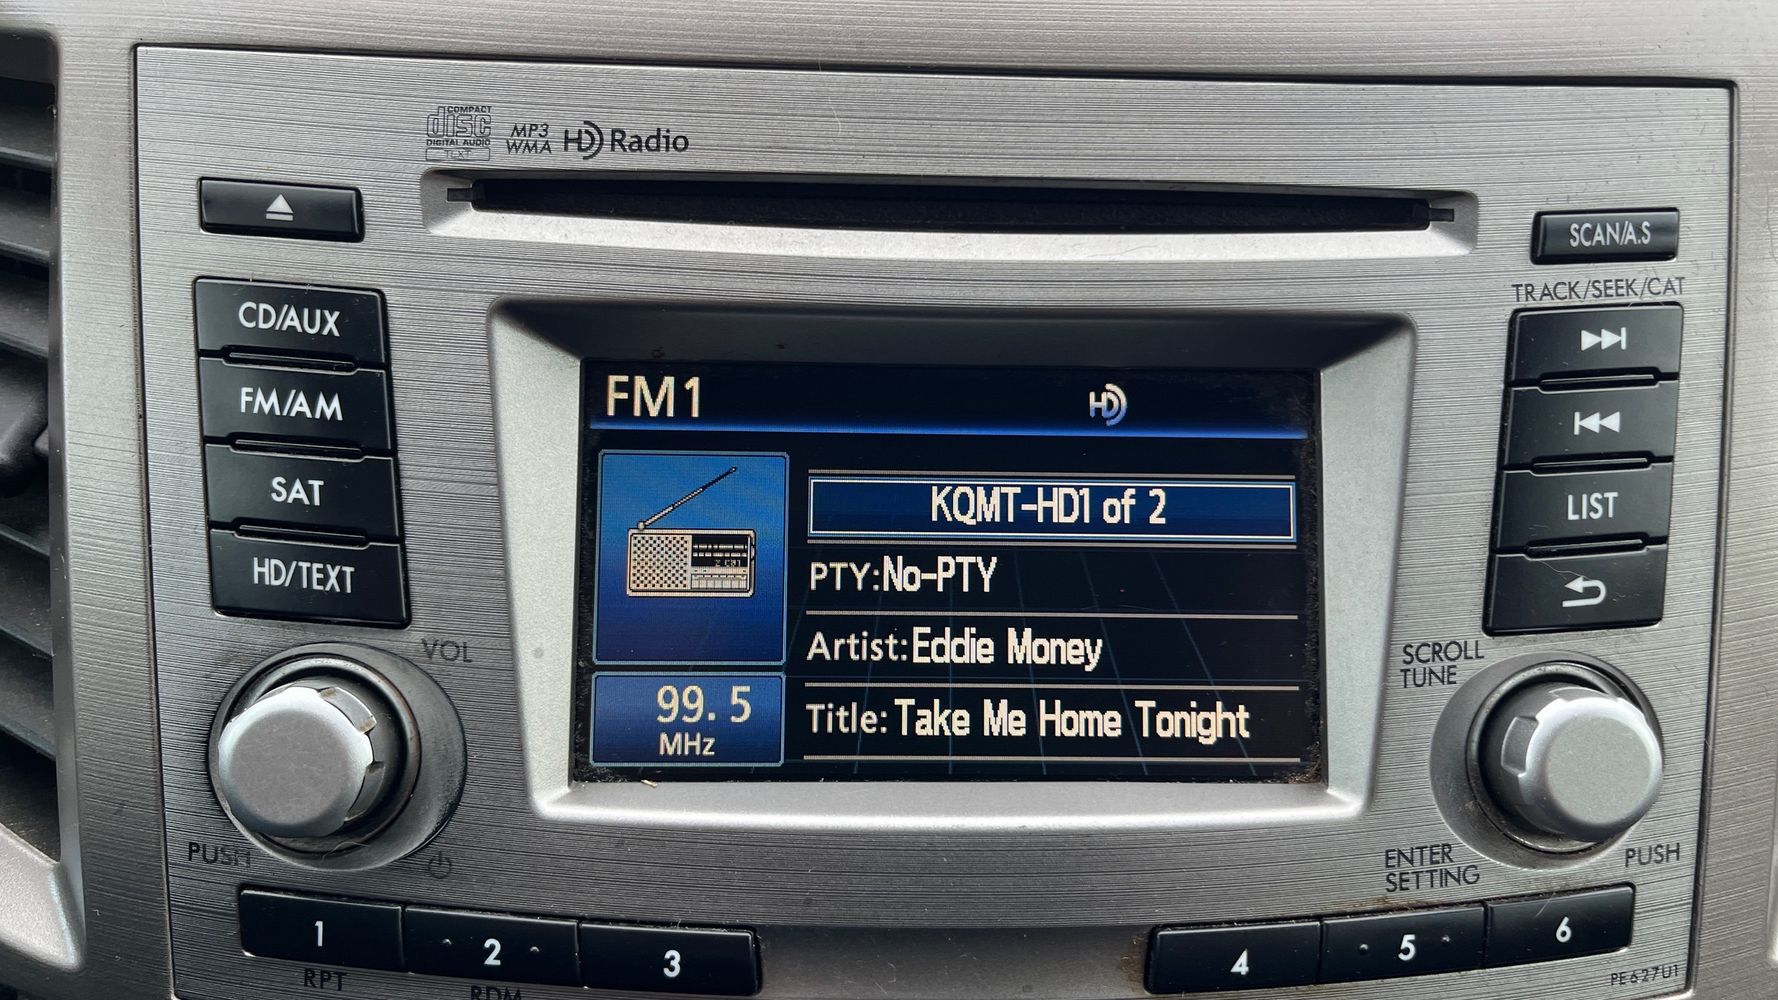 COMPACT
disc
DIGITAL AUDIO
TEXT
MP3
WMA
HD Radio
SCAN/A.S
TRACK/SEEK/CAT
CD/AUX
FM/AM
SAT
HD/TEXT
FM1
HD
KQMT-HD1 of 2
PTY:No-PTY
Artist:Eddie Money
Title:Take Me Home Tonight
99.5
MHz
LIST
VOL
PUSH
SCROLL
TUNE
ENTER
SETTING
PUSH
1
2
3
4
5
6
RPT
RDM
PE627U1